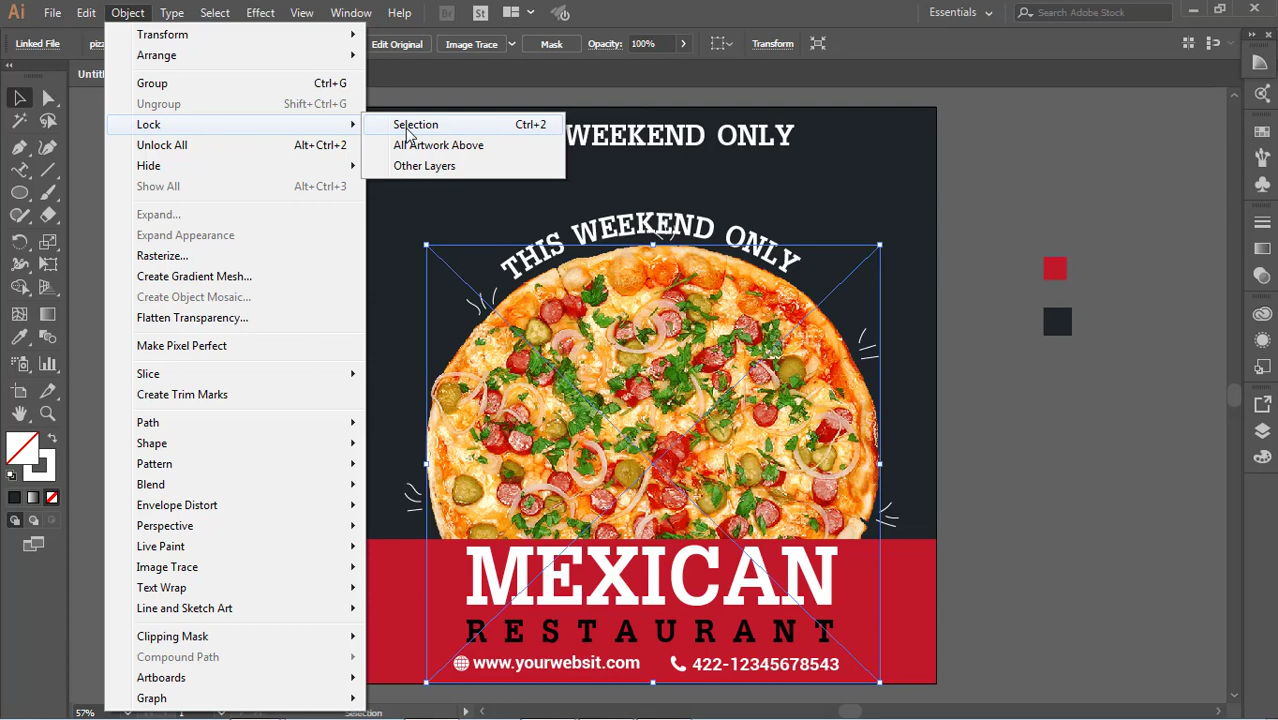 Ai File Edit Object Type Select Effect View Window Help Br St Essentials Search Adobe Stock
Linked File Edit Original Image Trace Mask Opacity: 100% Transform
Transform
Arrange
Group Ctrl+G
Ungroup Shift+Ctrl+G
Lock
Unlock All Alt+Ctrl+2
Hide
Show All Alt+Ctrl+3
Expand...
Expand Appearance
Rasterize...
Create Gradient Mesh...
Create Object Mosaic...
Flatten Transparency...
Make Pixel Perfect
Slice
Create Trim Marks
Path
Shape
Pattern
Blend
Envelope Distort
Perspective
Live Paint
Image Trace
Text Wrap
Line and Sketch Art
Clipping Mask
Compound Path
Artboards
Graph
Selection Ctrl+2
All Artwork Above
Other Layers
WEEKEND ONLY
THIS WEEKEND ONLY
MEXICAN
RESTAURANT
www.yourwebsit.com 422-12345678543
57% 1 Selection